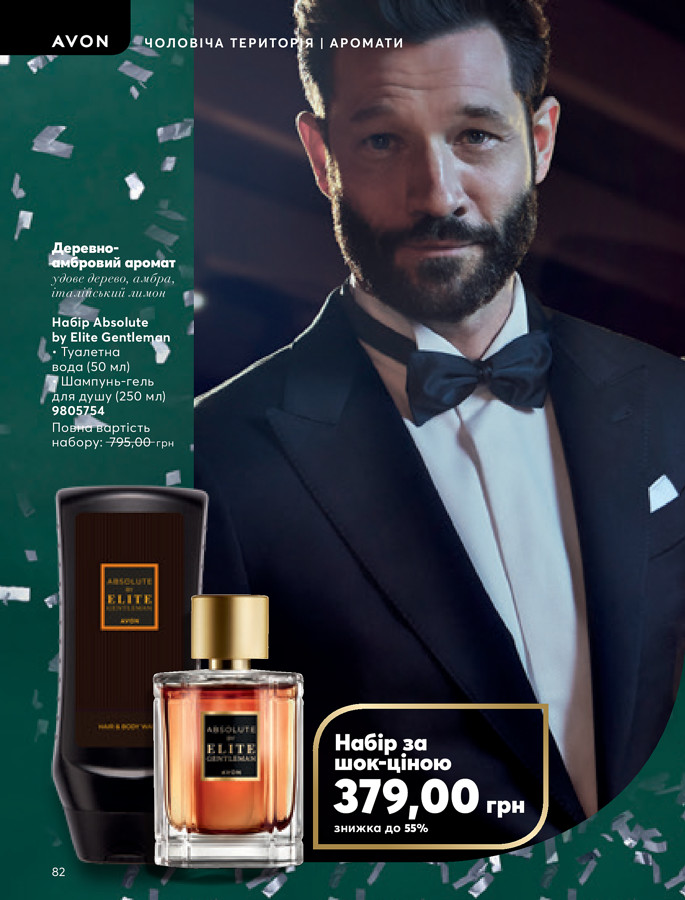 AVON
ЧОЛОВІЧА ТЕРИТОРІЯ | АРОМАТИ
Деревно-
амбровий аромат
удове дерево, амбра,
італійський лимон
Набір Absolute
by Elite Gentleman
• Туалетна
вода (50 мл)
• Шампунь-гель
для душу (250 мл)
9805754
Повна вартість
набору: 795,00 грн
ABSOLUTE
BY
ELITE
GENTLEMAN
AVON
HAIR & BODY WA
ABSOLUTE
BY
ELITE
GENTLEMAN
AVON
Набір за
шок-ціною
379,00 грн
знижка до 55%
82